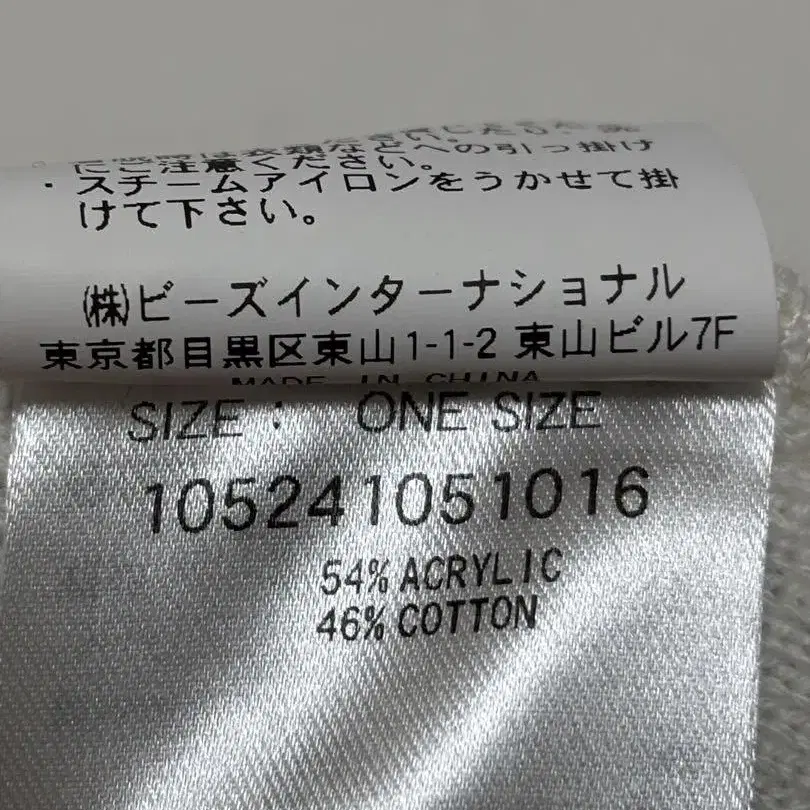 にご注意ください。
・スチームアイロンをうかせて掛
けて下さい。
㈱ビーズインターナショナル
東京都目黒区東山1-1-2 東山ビル7F
MADE IN CHINA
SIZE : ONE SIZE
105241051016
54% ACRYLIC
46% COTTON